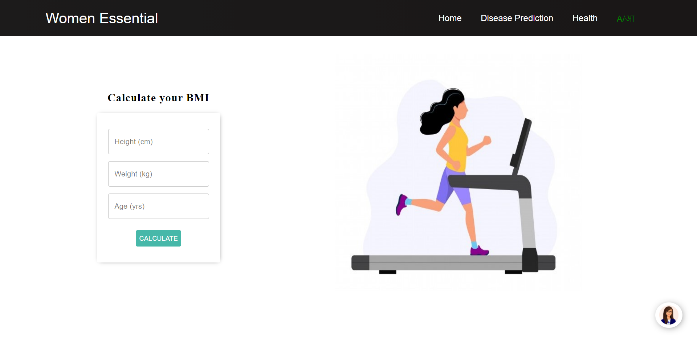 Women Essential
Home Disease Prediction Health
Calculate your BMI
Height (cm)
Weight (kg)
Age (yrs)
CALCULATE